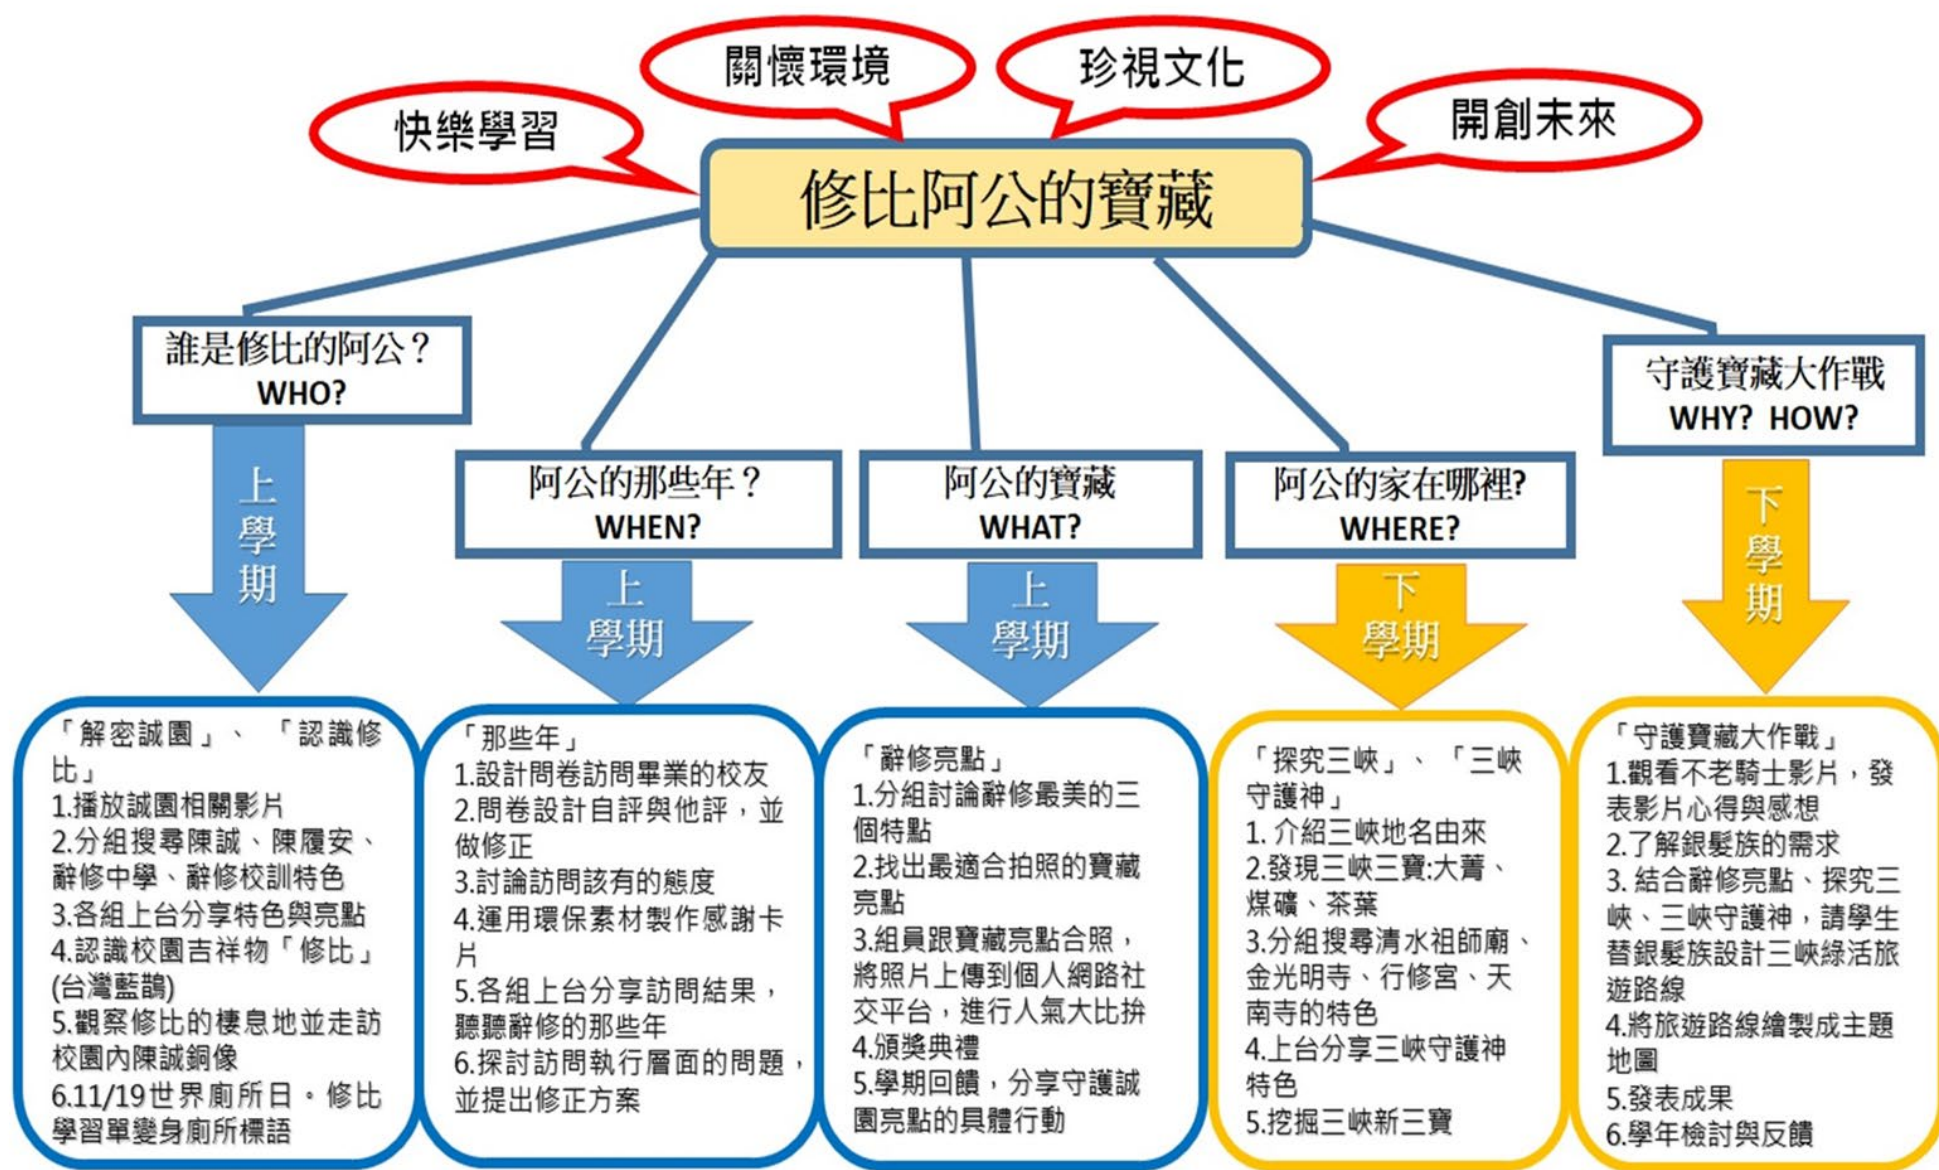 快樂學習
關懷環境
珍視文化
開創未來
修比阿公的寶藏
誰是修比的阿公？
WHO?
上
學
期
「解密誠園」、「認識修
比」
1.播放誠園相關影片
2.分組搜尋陳誠、陳履安、
辭修中學、辭修校訓特色
3.各組上台分享特色與亮點
4.認識校園吉祥物「修比」
(台灣藍鵲)
5.觀察修比的棲息地並走訪
校園內陳誠銅像
6.11/19世界廁所日。修比
學習單變身廁所標語
阿公的那些年？
WHEN?
上
學期
「那些年」
1.設計問卷訪問畢業的校友
2.問卷設計自評與他評，並
做修正
3.討論訪問該有的態度
4.運用環保素材製作感謝卡
片
5.各組上台分享訪問結果，
聽聽辭修的那些年
6.探討訪問執行層面的問題，
並提出修正方案
阿公的寶藏
WHAT?
上
學期
「辭修亮點」
1.分組討論辭修最美的三
個特點
2.找出最適合拍照的寶藏
亮點
3.組員跟寶藏亮點合照，
將照片上傳到個人網路社
交平台，進行人氣大比拚
4.頒獎典禮
5.學期回饋，分享守護誠
園亮點的具體行動
阿公的家在哪裡?
WHERE?
下
學期
「探究三峽」、「三峽
守護神」
1. 介紹三峽地名由來
2.發現三峽三寶:大菁、
煤礦、茶葉
3.分組搜尋清水祖師廟、
金光明寺、行修宮、天
南寺的特色
4.上台分享三峽守護神
特色
5.挖掘三峽新三寶
守護寶藏大作戰
WHY? HOW?
下
學
期
「守護寶藏大作戰」
1.觀看不老騎士影片，發
表影片心得與感想
2.了解銀髮族的需求
3. 結合辭修亮點、探究三
峽、三峽守護神，請學生
替銀髮族設計三峽綠活旅
遊路線
4.將旅遊路線繪製成主題
地圖
5.發表成果
6.學年檢討與反饋